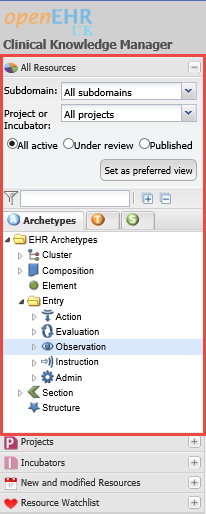 openEHR
UK
Clinical Knowledge Manager
All Resources
Subdomain: All subdomains
Project or Incubator: All projects
All active Under review Published
Set as preferred view
A Archetypes T S
EHR Archetypes
Cluster
Composition
Element
Entry
Action
Evaluation
Observation
Instruction
Admin
Section
Structure
P Projects
I Incubators
New and modified Resources
Resource Watchlist